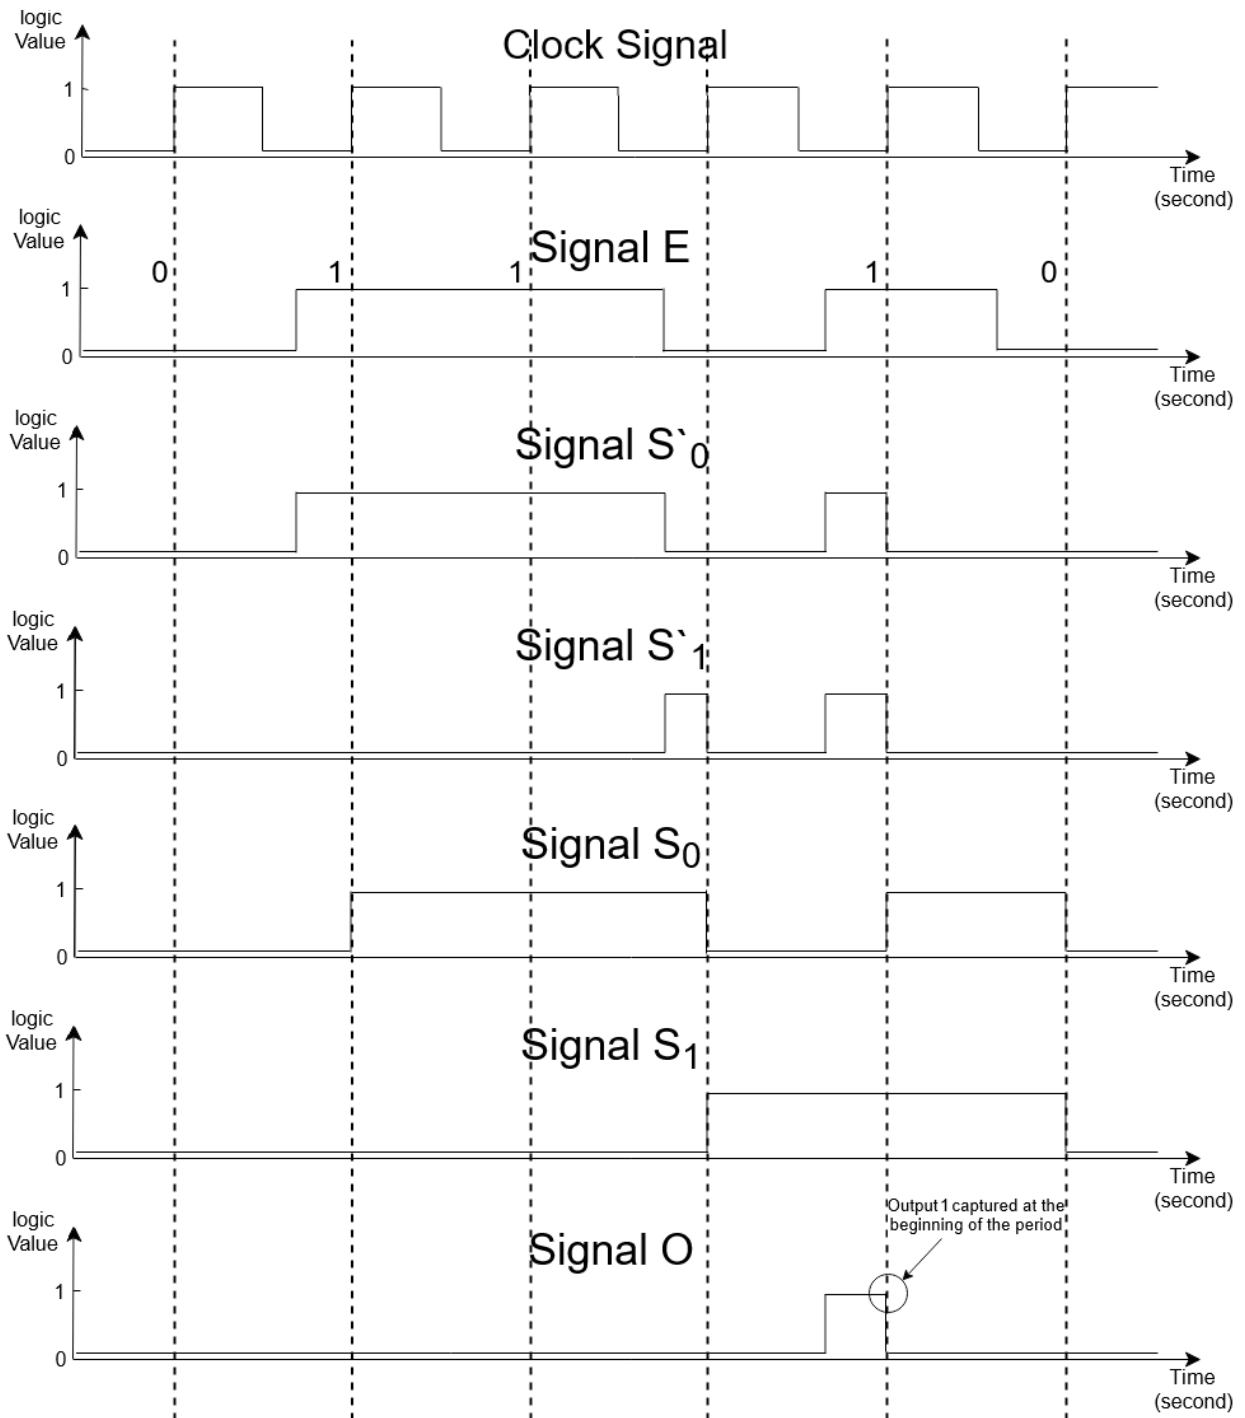 logic
Value
Clock Signal
1
0
Time
(second)
logic
Value
Signal E
0
1
1
1
0
1
0
Time
(second)
logic
Value
Signal S`0
1
0
Time
(second)
logic
Value
Signal S`1
1
0
Time
(second)
logic
Value
Signal S0
1
0
Time
(second)
logic
Value
Signal S1
1
0
Time
(second)
logic
Value
Signal O
Output 1 captured at the
beginning of the period
1
0
Time
(second)